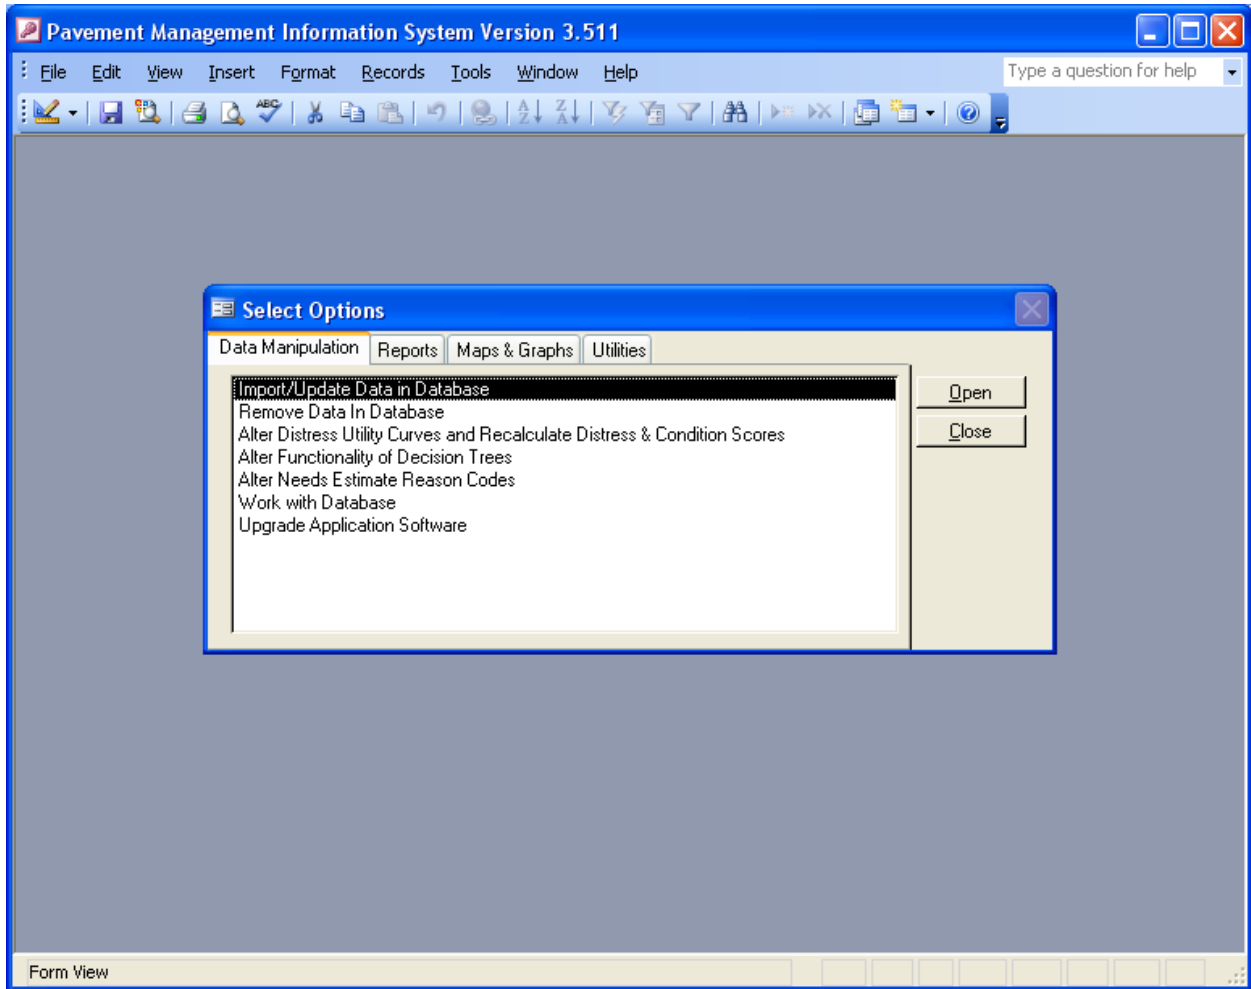 Pavement Management Information System Version 3.511
File Edit View Insert Format Records Tools Window Help Type a question for help
ABC A Z Z A
Select Options
Data Manipulation Reports Maps & Graphs Utilities
Import/Update Data in Database
Open
Remove Data In Database
Alter Distress Utility Curves and Recalculate Distress & Condition Scores
Close
Alter Functionality of Decision Trees
Alter Needs Estimate Reason Codes
Work with Database
Upgrade Application Software
Form View